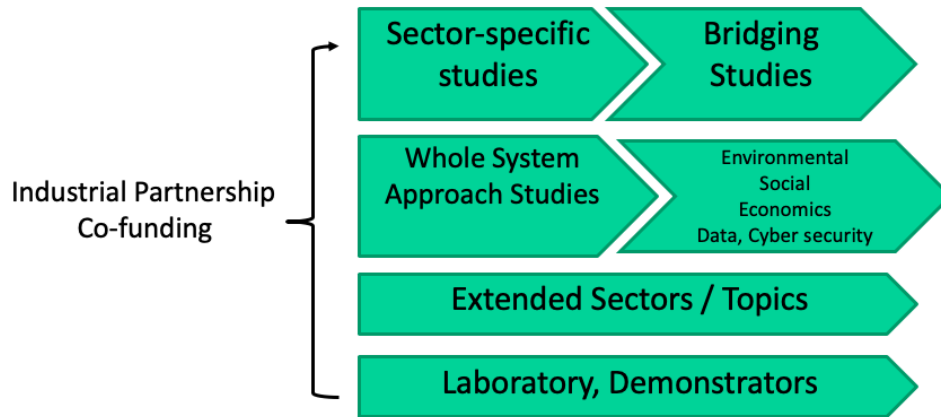 Sector-specific
studies
Bridging
Studies
Industrial Partnership
Co-funding
Whole System
Approach Studies
Environmental
Social
Economics
Data, Cyber security
Extended Sectors / Topics
Laboratory, Demonstrators